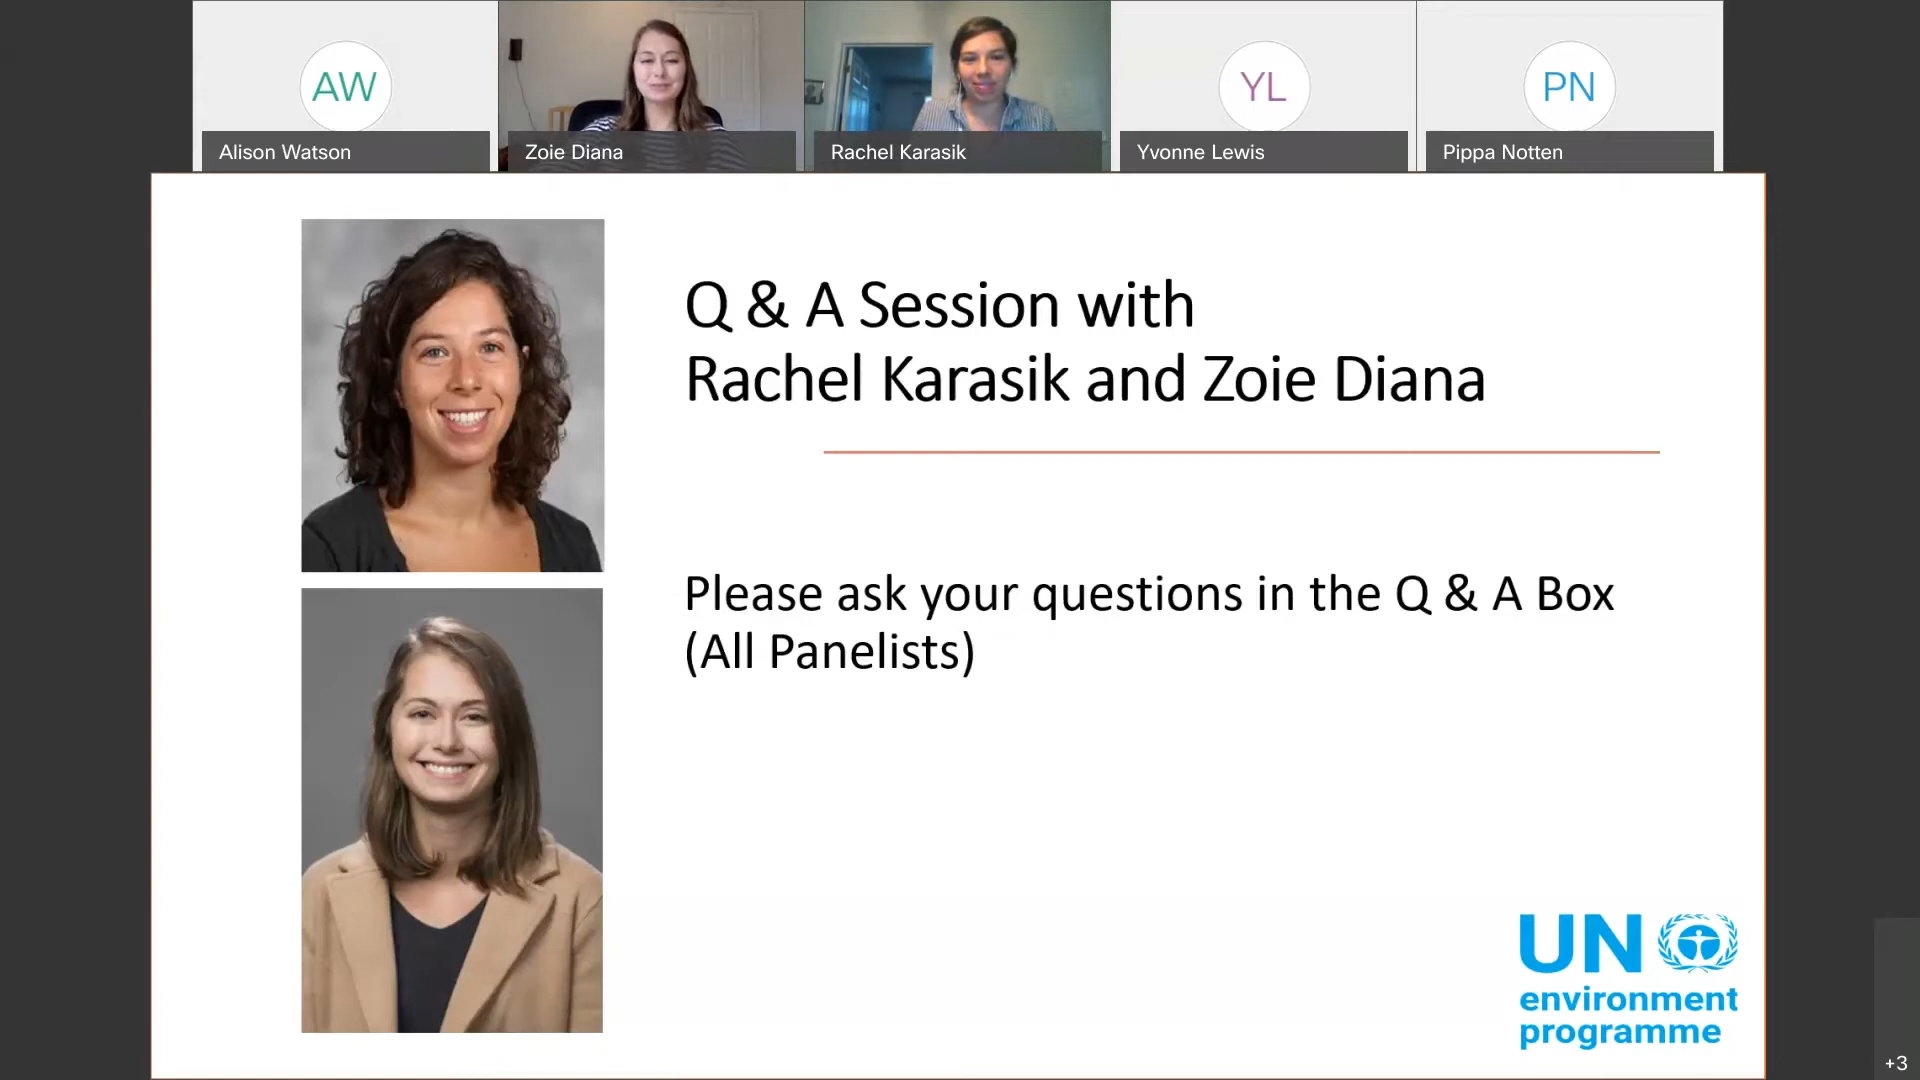 AW
YL
PN
Alison Watson
Zoie Diana
Rachel Karasik
Yvonne Lewis
Pippa Notten
Q & A Session with
Rachel Karasik and Zoie Diana
Please ask your questions in the Q & A Box
(All Panelists)
UN
environment
programme
+3